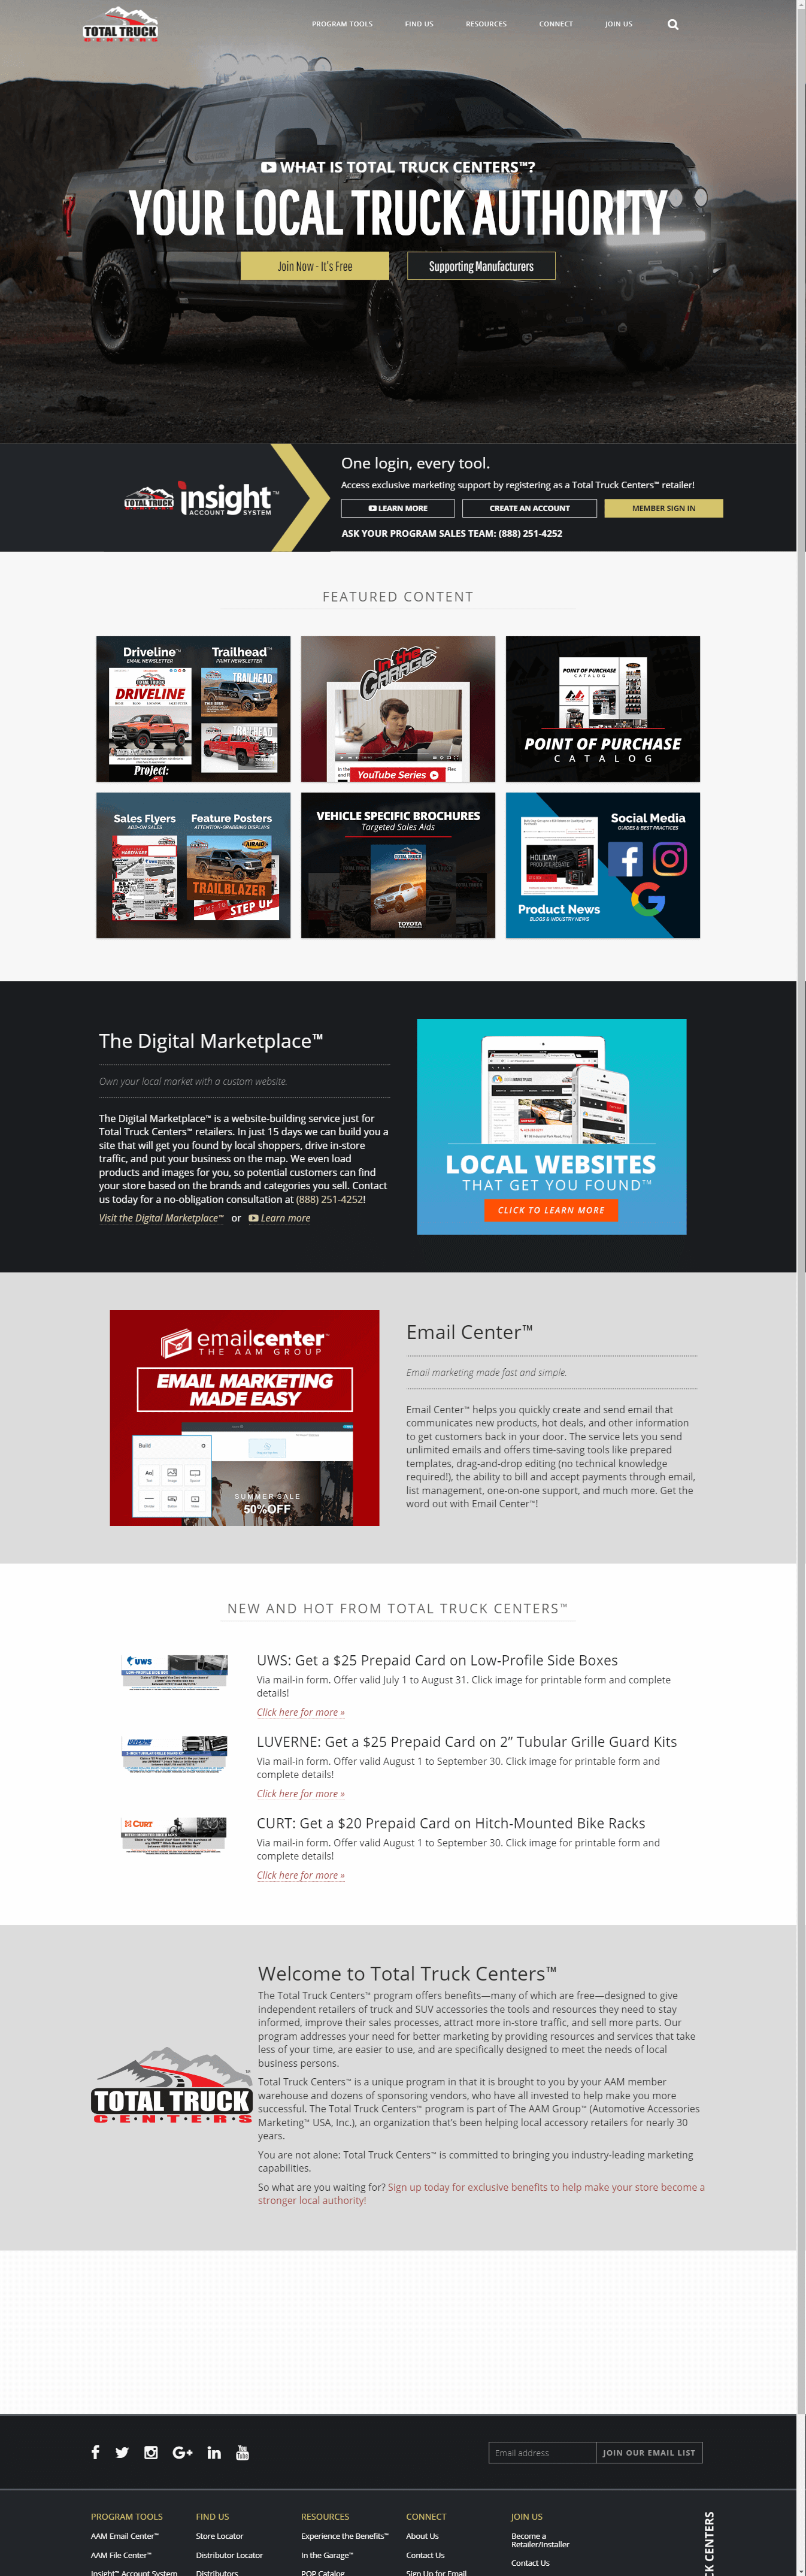 TOTAL TRUCK
CENTERS
PROGRAM TOOLS
FIND US
RESOURCES
CONNECT
JOIN US
WHAT IS TOTAL TRUCK CENTERS™?
YOUR LOCAL TRUCK AUTHORITY
Join Now - It's Free
Supporting Manufacturers
TOTAL TRUCK
insight™
ACCOUNT SYSTEM
One login, every tool.
Access exclusive marketing support by registering as a Total Truck Centers™ retailer!
LEARN MORE
CREATE AN ACCOUNT
MEMBER SIGN IN
ASK YOUR PROGRAM SALES TEAM: (888) 251-4252
FEATURED CONTENT
Driveline™
EMAIL NEWSLETTER
Trailhead™
PRINT NEWSLETTER
DRIVELINE
TRAILHEAD
TRAILHEAD
Project:
in the GARAGE™
YouTube Series
POINT OF PURCHASE
CATALOG
POINT OF PURCHASE
CATALOG
Sales Flyers
ADD-ON SALES
Feature Posters
ATTENTION-GRABBING DISPLAYS
HARDWARE
AIRAID
TRAILBLAZER
TIME TO STEP UP
VEHICLE SPECIFIC BROCHURES
Targeted Sales Aids
TOTAL TRUCK
TOYOTA
Social Media
GUIDES & BEST PRACTICES
HOLIDAY
Product News
BLOGS & INDUSTRY NEWS
The Digital Marketplace™
Own your local market with a custom website.
The Digital Marketplace™ is a website-building service just for
Total Truck Centers™ retailers. In just 15 days we can build you a
site that will get you found by local shoppers, drive in-store
traffic, and put your business on the map. We even load
products and images for you, so potential customers can find
your store based on the brands and categories you sell. Contact
us today for a no-obligation consultation at (888) 251-4252!
Visit the Digital Marketplace™ or Learn more
LOCAL WEBSITES
THAT GET YOU FOUND™
CLICK TO LEARN MORE
emailcenter™
THE AAM GROUP
EMAIL MARKETING
MADE EASY
Build
SUMMER SALE
50%OFF
Email Center™
Email marketing made fast and simple.
Email Center™ helps you quickly create and send email that
communicates new products, hot deals, and other information
to get customers back in your door. The service lets you send
unlimited emails and offers time-saving tools like prepared
templates, drag-and-drop editing (no technical knowledge
required!), the ability to bill and accept payments through email,
list management, one-on-one support, and much more. Get the
word out with Email Center™!
NEW AND HOT FROM TOTAL TRUCK CENTERS™
UWS
LOW-PROFILE SIDE BOX
UWS: Get a $25 Prepaid Card on Low-Profile Side Boxes
Via mail-in form. Offer valid July 1 to August 31. Click image for printable form and complete
details!
Click here for more »
LUVERNE
LUVERNE: Get a $25 Prepaid Card on 2” Tubular Grille Guard Kits
Via mail-in form. Offer valid August 1 to September 30. Click image for printable form and
complete details!
Click here for more »
CURT
HITCH-MOUNTED BIKE RACKS
CURT: Get a $20 Prepaid Card on Hitch-Mounted Bike Racks
Via mail-in form. Offer valid August 1 to September 30. Click image for printable form and
complete details!
Click here for more »
TOTAL TRUCK
CENTERS
Welcome to Total Truck Centers™
The Total Truck Centers™ program offers benefits—many of which are free—designed to give
independent retailers of truck and SUV accessories the tools and resources they need to stay
informed, improve their sales processes, attract more in-store traffic, and sell more parts. Our
program addresses your need for better marketing by providing resources and services that take
less of your time, are easier to use, and are specifically designed to meet the needs of local
business persons.
Total Truck Centers™ is a unique program in that it is brought to you by your AAM member
warehouse and dozens of sponsoring vendors, who have all invested to help make you more
successful. The Total Truck Centers™ program is part of The AAM Group™ (Automotive Accessories
Marketing™ USA, Inc.), an organization that’s been helping local accessory retailers for nearly 30
years.
You are not alone: Total Truck Centers™ is committed to bringing you industry-leading marketing
capabilities.
So what are you waiting for? Sign up today for exclusive benefits to help make your store become a
stronger local authority!
Email address
JOIN OUR EMAIL LIST
PROGRAM TOOLS
FIND US
RESOURCES
CONNECT
JOIN US
AAM Email Center™
Store Locator
Experience the Benefits™
About Us
Become a
Retailer/Installer
AAM File Center™
Distributor Locator
In the Garage™
Contact Us
Contact Us
Insight™ Account System
Distributors
POP Catalog
Sign Up for Email
CK CENTERS